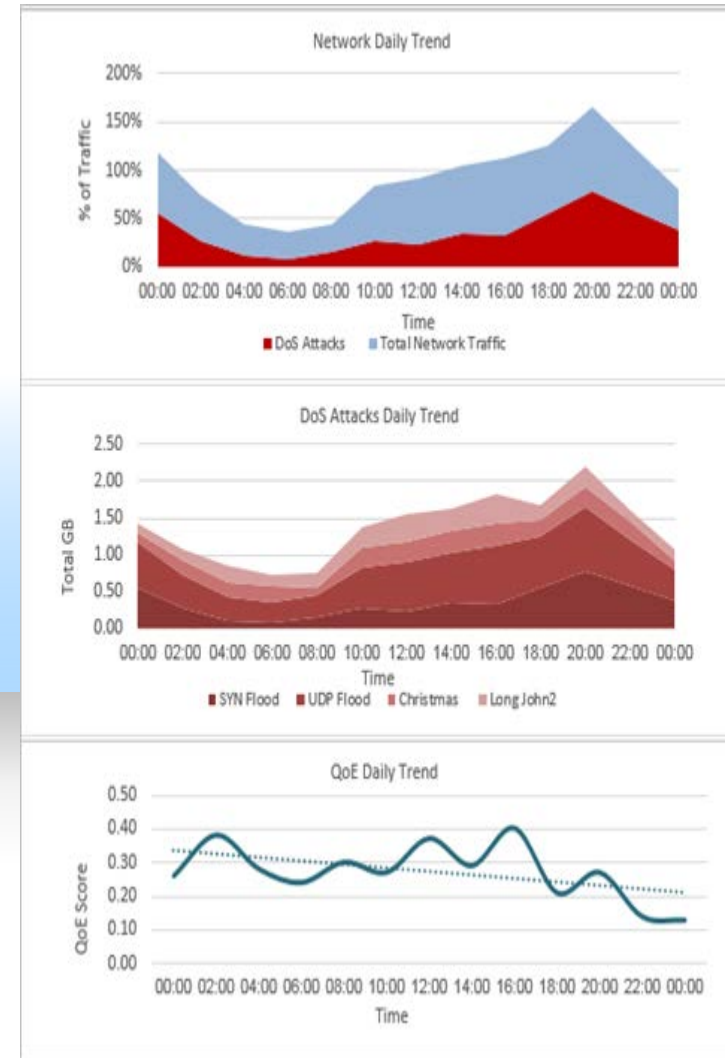 Network Daily Trend
200%
150%
100%
50%
0%
% of Traffic
00:00 02:00 04:00 06:00 08:00 10:00 12:00 14:00 16:00 18:00 20:00 22:00 00:00
Time
DoS Attacks Total Network Traffic
DoS Attacks Daily Trend
2.50
2.00
1.50
1.00
0.50
0.00
Total GB
00:00 02:00 04:00 06:00 08:00 10:00 12:00 14:00 16:00 18:00 20:00 22:00 00:00
Time
SYN Flood UDP Flood Christmas Long John2
QoE Daily Trend
0.50
0.40
0.30
0.20
0.10
0.00
QoE Score
00:00 02:00 04:00 06:00 08:00 10:00 12:00 14:00 16:00 18:00 20:00 22:00 00:00
Time